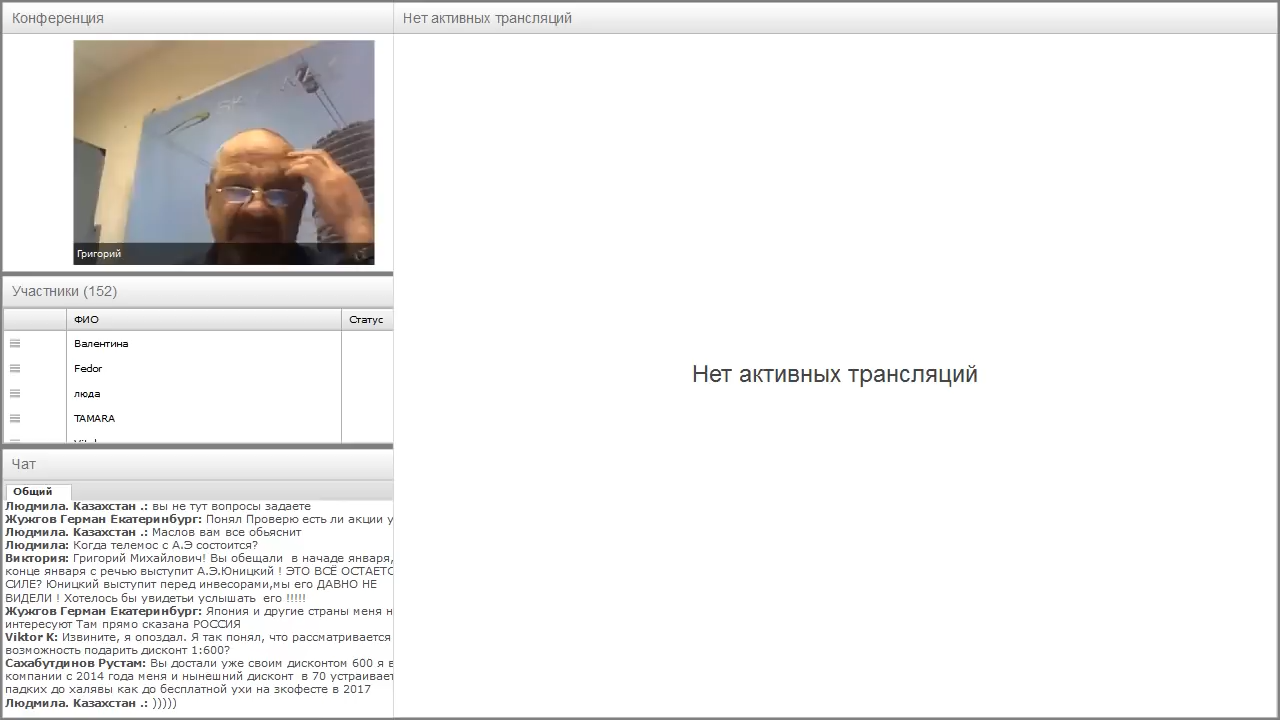 Конференция
Нет активных трансляций
SKY WAY
Григорий
Участники (152)
ФИО
Статус
Валентина
Fedor
люда
TAMARA
Чат
Общий
Людмила. Казахстан .: вы не тут вопросы задаете
Жужгов Герман Екатеринбург: Понял Проверю есть ли акции у
Людмила. Казахстан .: Маслов вам все обьяснит
Людмила: Когда телемос с А.Э состоится?
Виктория: Григорий Михайлович! Вы обещали в начаде января,
конце января с речью выступит А.Э.Юницкий ! ЭТО ВСЁ ОСТАЕТС
СИЛЕ? Юницкий выступит перед инвесорами,мы его ДАВНО НЕ
ВИДЕЛИ ! Хотелось бы увидетьи услышать его !!!!!
Жужгов Герман Екатеринбург: Япония и другие страны меня н
интересуют Там прямо сказана РОССИЯ
Viktor K: Извините, я опоздал. Я так понял, что рассматривается
возможность подарить дисконт 1:600?
Сахабутдинов Рустам: Вы достали уже своим дисконтом 600 я в
компании с 2014 года меня и нынешний дисконт в 70 устраивает
падких до халявы как до бесплатной ухи на экофесте в 2017
Людмила. Казахстан .: )))))
Нет активных трансляций